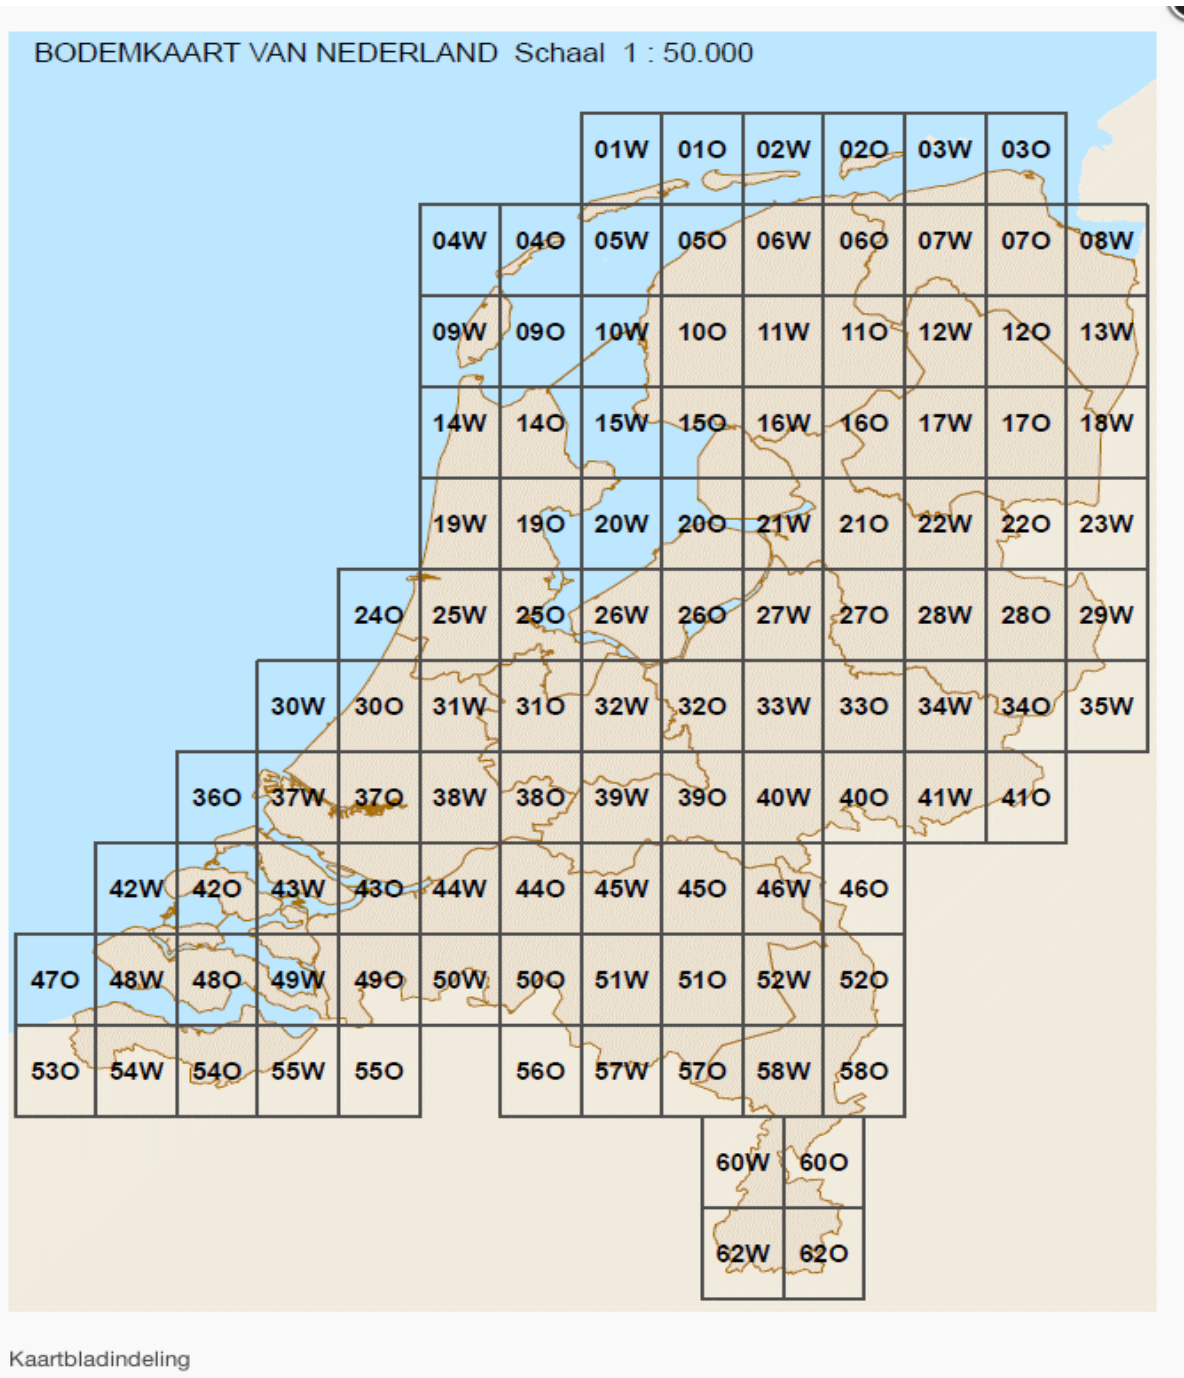 BODEMKAART VAN NEDERLAND Schaal 1 : 50.000
01W 01O 02W 02O 03W 03O
04W 04O 05W 05O 06W 06O 07W 07O 08W
09W 09O 10W 10O 11W 11O 12W 12O 13W
14W 14O 15W 15O 16W 16O 17W 17O 18W
19W 19O 20W 20O 21W 21O 22W 22O 23W
24O 25W 25O 26W 26O 27W 27O 28W 28O 29W
30W 30O 31W 31O 32W 32O 33W 33O 34W 34O 35W
36O 37W 37O 38W 38O 39W 39O 40W 40O 41W 41O
42W 42O 43W 43O 44W 44O 45W 45O 46W 46O
47O 48W 48O 49W 49O 50W 50O 51W 51O 52W 52O
53O 54W 54O 55W 55O 56O 57W 57O 58W 58O
60W 60O
62W 62O
Kaartbladindeling